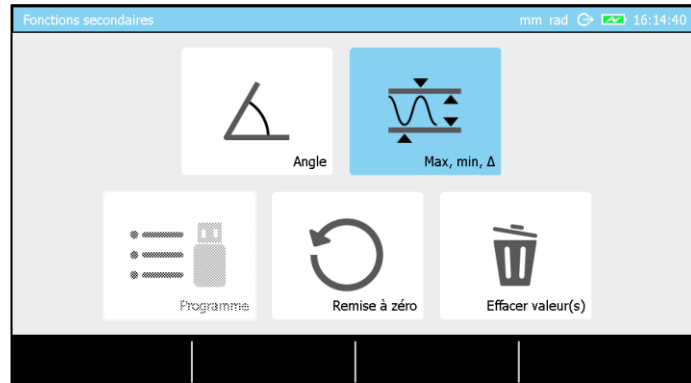 Fonctions secondaires
mm rad 16:14:40
Angle
Max, min, Δ
Programme
Remise à zéro
Effacer valeur(s)